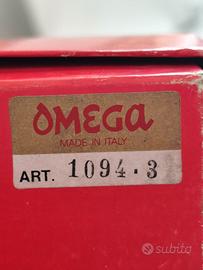 OMEGA
MADE IN ITALY
ART. 1094.3
subito